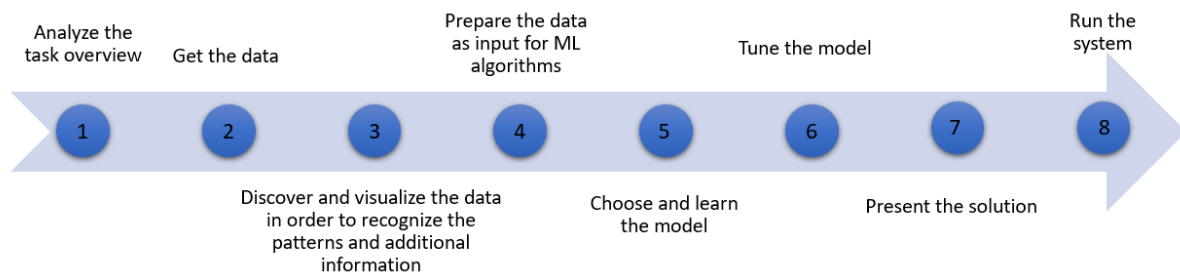 Analyze the
task overview
Get the data
Prepare the data
as input for ML
algorithms
Tune the model
Run the
system
1
2
3
4
5
6
7
8
Discover and visualize the data
in order to recognize the
patterns and additional
information
Choose and learn
the model
Present the solution